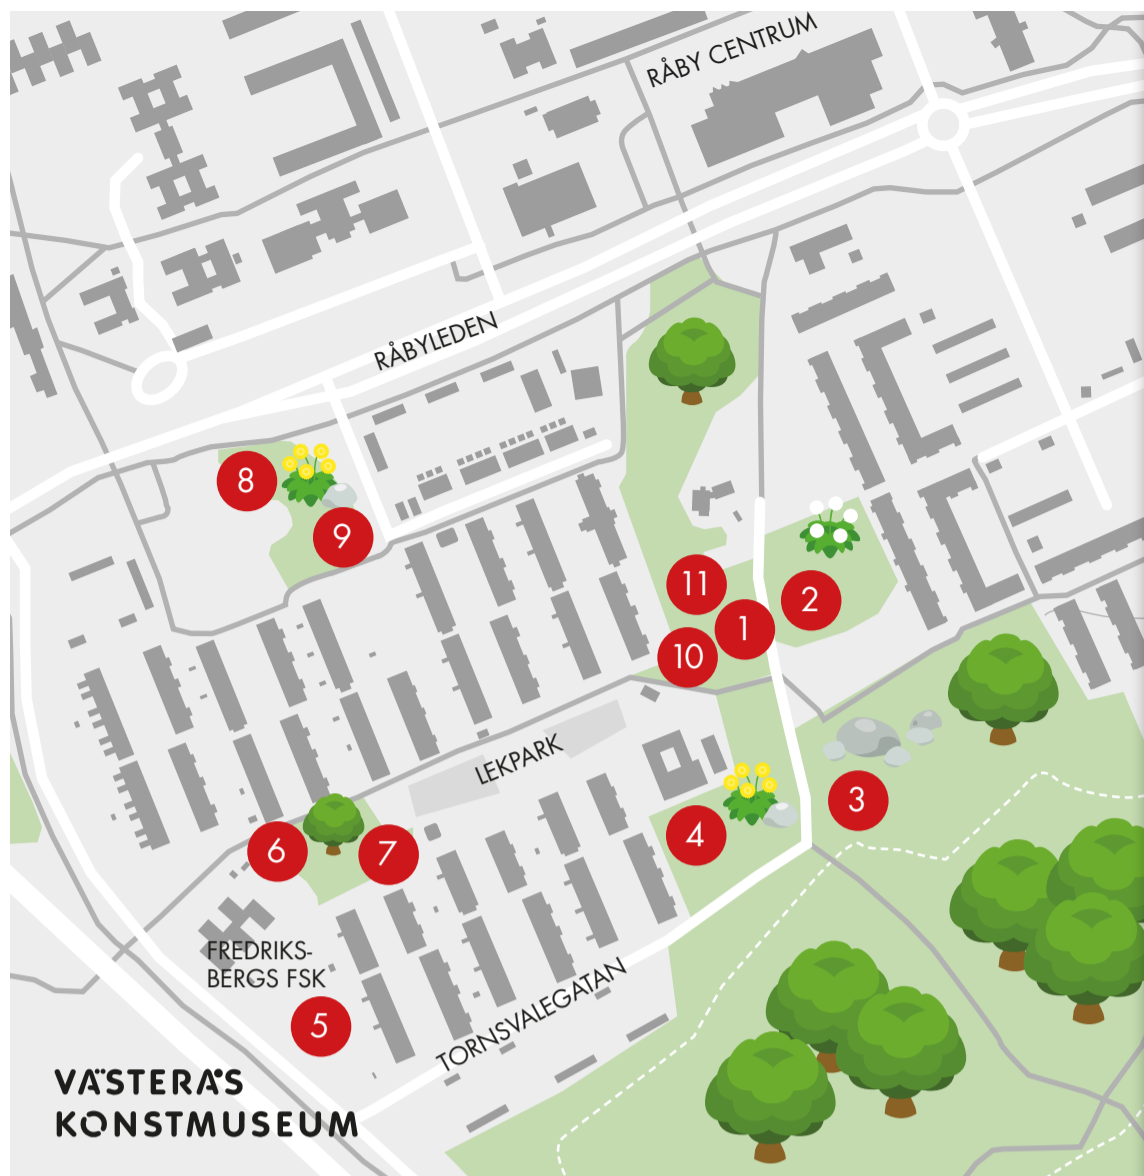 RÅBY CENTRUM
RÅBYLEDEN
8
9
11
2
1
10
LEKPARK
3
4
6
7
FREDRIKS-
BERGS FSK
5
TORNSVALEGATAN
VÄSTERÅS
KONSTMUSEUM